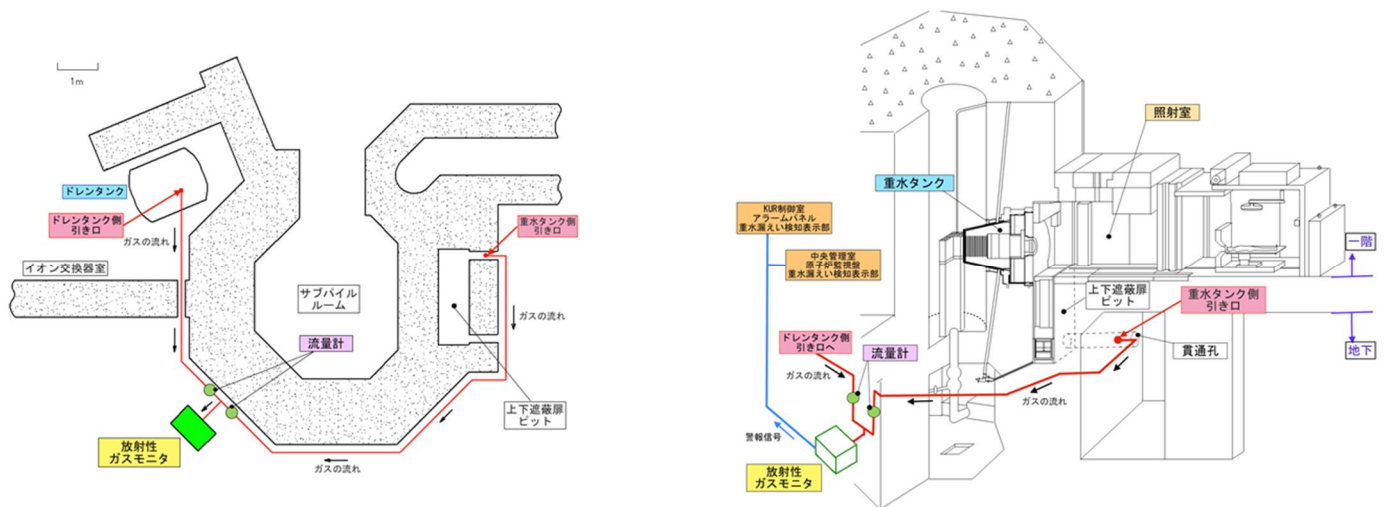 1m
ドレンタンク
ドレンタンク側
引き口
ガスの流れ
イオン交換器室
サブパイル
ルーム
重水タンク側
引き口
ガスの流れ
流量計
上下遮蔽扉
ピット
放射性
ガスモニタ
ガスの流れ
照射室
重水タンク
KUR制御室
アラームパネル
重水漏えい検知表示部
中央管理室
原子炉監視盤
重水漏えい検知表示部
一階
上下遮蔽扉
ピット
重水タンク側
引き口
地下
貫通孔
ドレンタンク側
引き口へ
流量計
ガスの流れ
ガスの流れ
警報信号
放射性
ガスモニタ